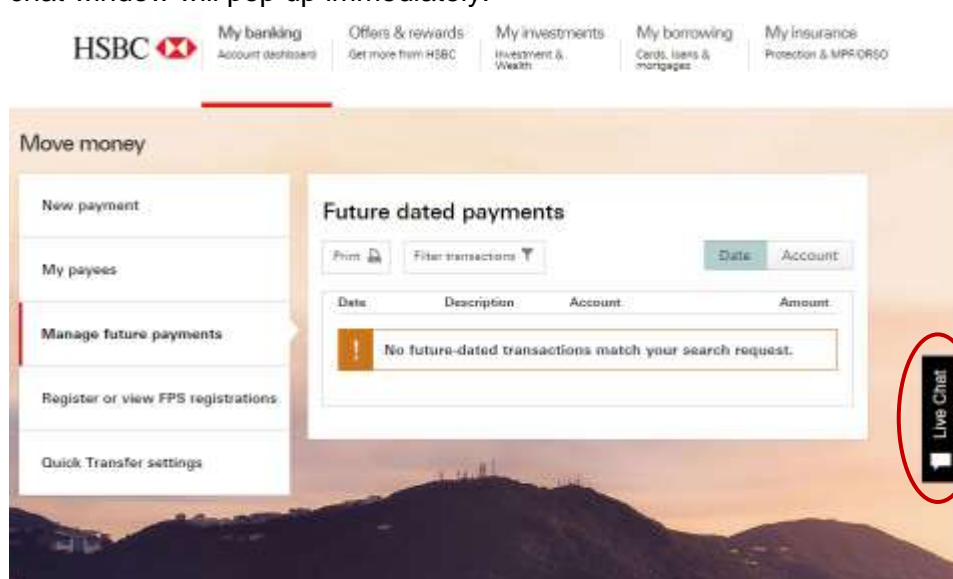 chat window will pop up immediately.
HSBC
My banking
Account dashboard
Offers & rewards
Get more from HSBC
My investments
Investment &
Wealth
My borrowing
Cards, loans &
mortgages
My insurance
Protection & MPF/ORSO
Move money
New payment
My payees
Manage future payments
Register or view FPS registrations
Quick Transfer settings
Future dated payments
Print
Filter transactions
Date
Account
Date Description Account Amount
! No future-dated transactions match your search request.
Live Chat